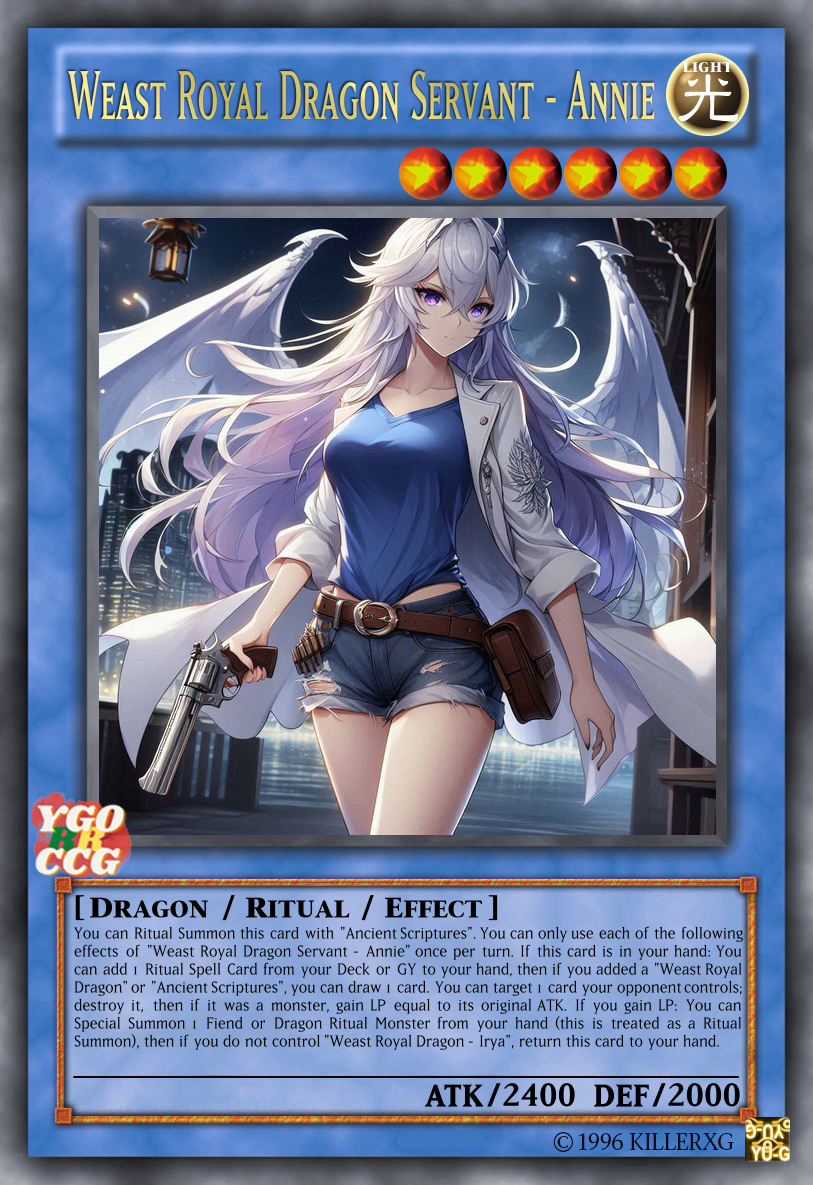 WEAST ROYAL DRAGON SERVANT - ANNIE
LIGHT
光
YGO
RR
CCG
[ DRAGON / RITUAL / EFFECT ]
You can Ritual Summon this card with "Ancient Scriptures". You can only use each of the following
effects of "Weast Royal Dragon Servant - Annie" once per turn. If this card is in your hand: You
can add 1 Ritual Spell Card from your Deck or GY to your hand, then if you added a "Weast Royal
Dragon" or "Ancient Scriptures", you can draw 1 card. You can target 1 card your opponent controls;
destroy it, then if it was a monster, gain LP equal to its original ATK. If you gain LP: You can
Special Summon 1 Fiend or Dragon Ritual Monster from your hand (this is treated as a Ritual
Summon), then if you do not control "Weast Royal Dragon - Irya", return this card to your hand.
ATK/2400 DEF/2000
© 1996 KILLERXG